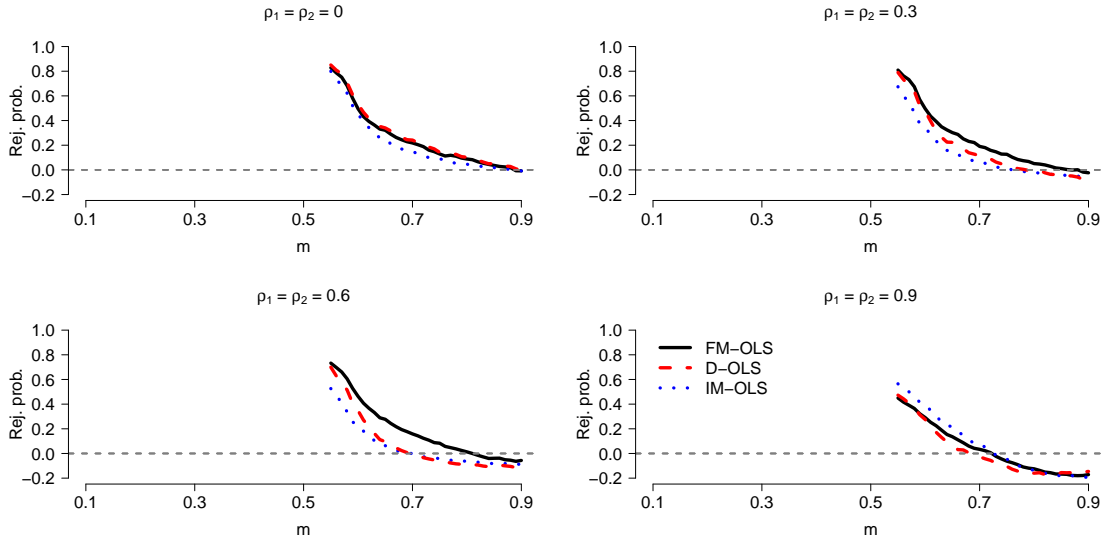 ρ₁ = ρ₂ = 0
Rej. prob.
1.0
0.8
0.6
0.4
0.2
0.0
−0.2
0.1 0.3 0.5 0.7 0.9
m
ρ₁ = ρ₂ = 0.3
Rej. prob.
1.0
0.8
0.6
0.4
0.2
0.0
−0.2
0.1 0.3 0.5 0.7 0.9
m
ρ₁ = ρ₂ = 0.6
Rej. prob.
1.0
0.8
0.6
0.4
0.2
0.0
−0.2
0.1 0.3 0.5 0.7 0.9
m
ρ₁ = ρ₂ = 0.9
Rej. prob.
1.0
0.8
0.6
0.4
0.2
0.0
−0.2
FM−OLS
D−OLS
IM−OLS
0.1 0.3 0.5 0.7 0.9
m